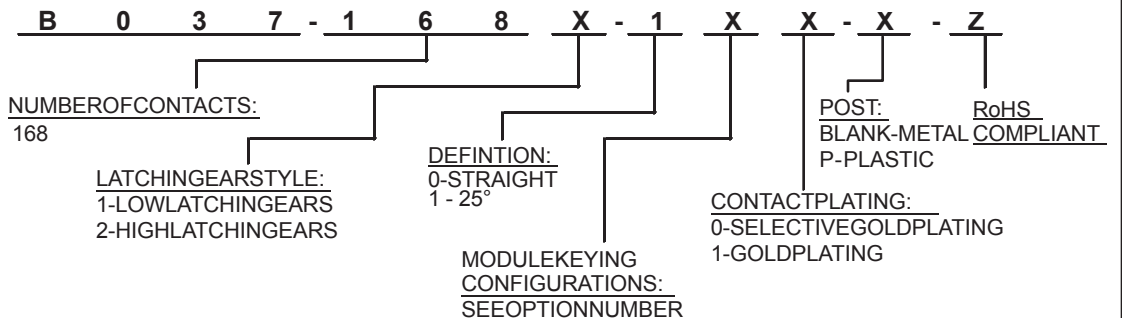 B 0 3 7 - 1 6 8 X - 1 X X - X - Z
NUMBEROFCONTACTS:
168
LATCHINGEARSTYLE:
1-LOWLATCHINGEARS
2-HIGHLATCHINGEARS
DEFINTION:
0-STRAIGHT
1 - 25°
MODULEKEYING
CONFIGURATIONS:
SEEOPTIONNUMBER
CONTACTPLATING:
0-SELECTIVEGOLDPLATING
1-GOLDPLATING
POST:
BLANK-METAL
P-PLASTIC
RoHS
COMPLIANT